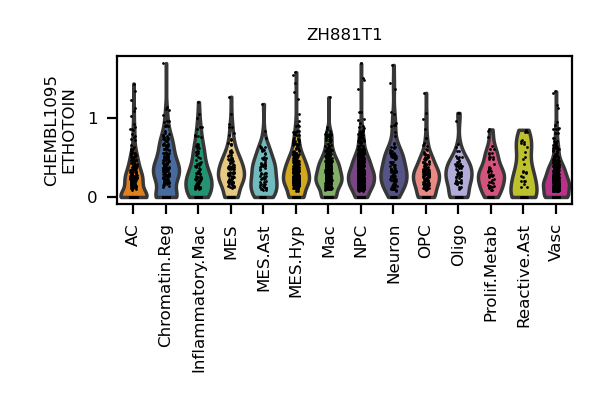 ZH881T1
CHEMBL1095
ETHOTOIN
1
0
AC
Chromatin.Reg
Inflammatory.Mac
MES
MES.Ast
MES.Hyp
Mac
NPC
Neuron
OPC
Oligo
Prolif.Metab
Reactive.Ast
Vasc